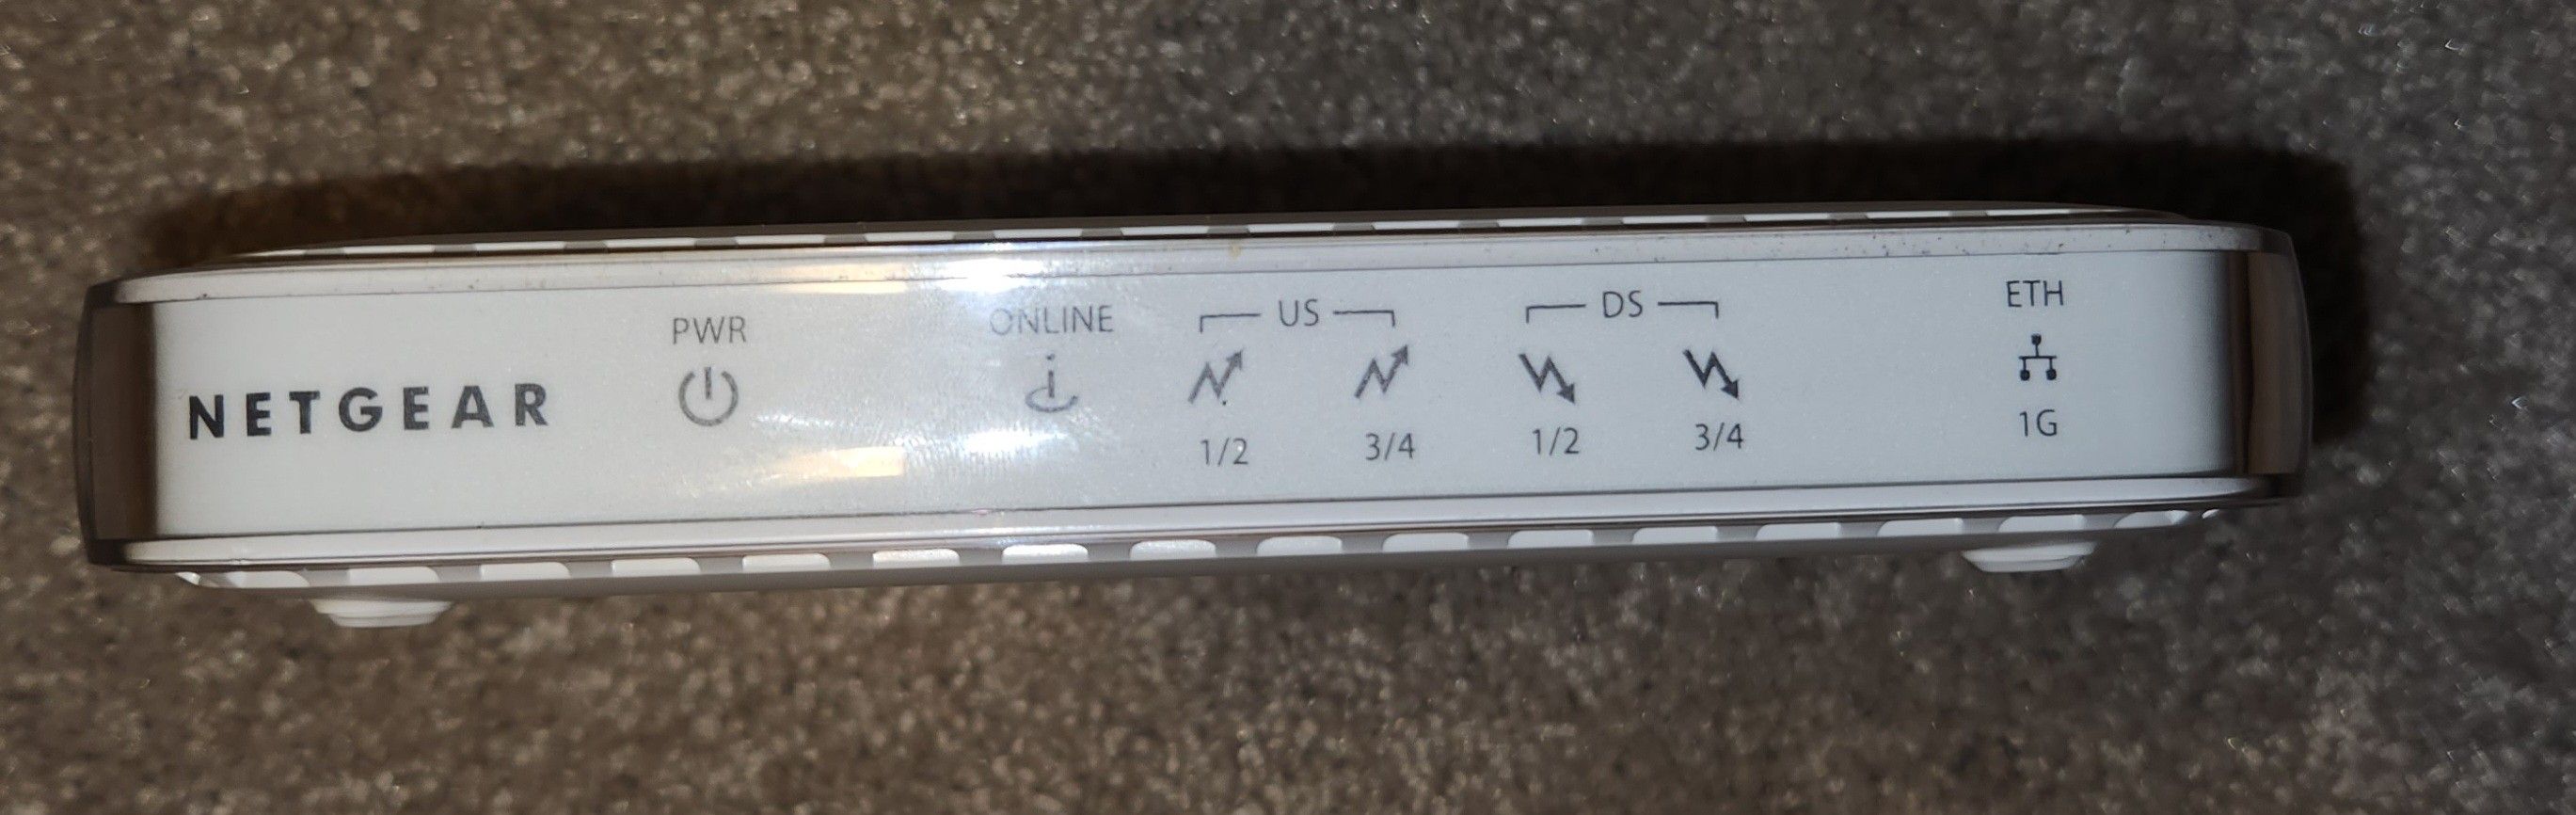 NETGEAR
PWR
ONLINE
US
1/2 3/4
DS
1/2 3/4
ETH
1G